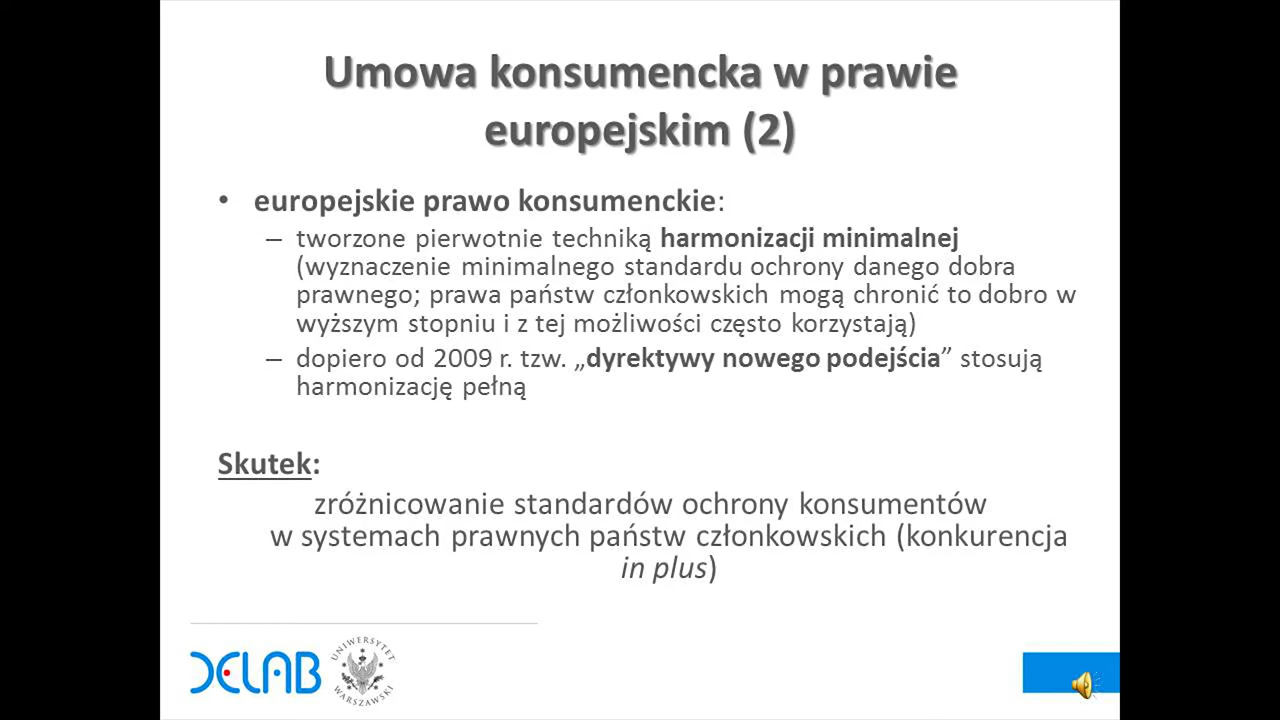 Umowa konsumencka w prawie
europejskim (2)
• europejskie prawo konsumenckie:
– tworzone pierwotnie techniką harmonizacji minimalnej
(wyznaczenie minimalnego standardu ochrony danego dobra
prawnego; prawa państw członkowskich mogą chronić to dobro w
wyższym stopniu i z tej możliwości często korzystają)
– dopiero od 2009 r. tzw. „dyrektywy nowego podejścia” stosują
harmonizację pełną
Skutek:
zróżnicowanie standardów ochrony konsumentów
w systemach prawnych państw członkowskich (konkurencja
in plus)
DELAB
UNIWERSYTET
WARSZAWSKI